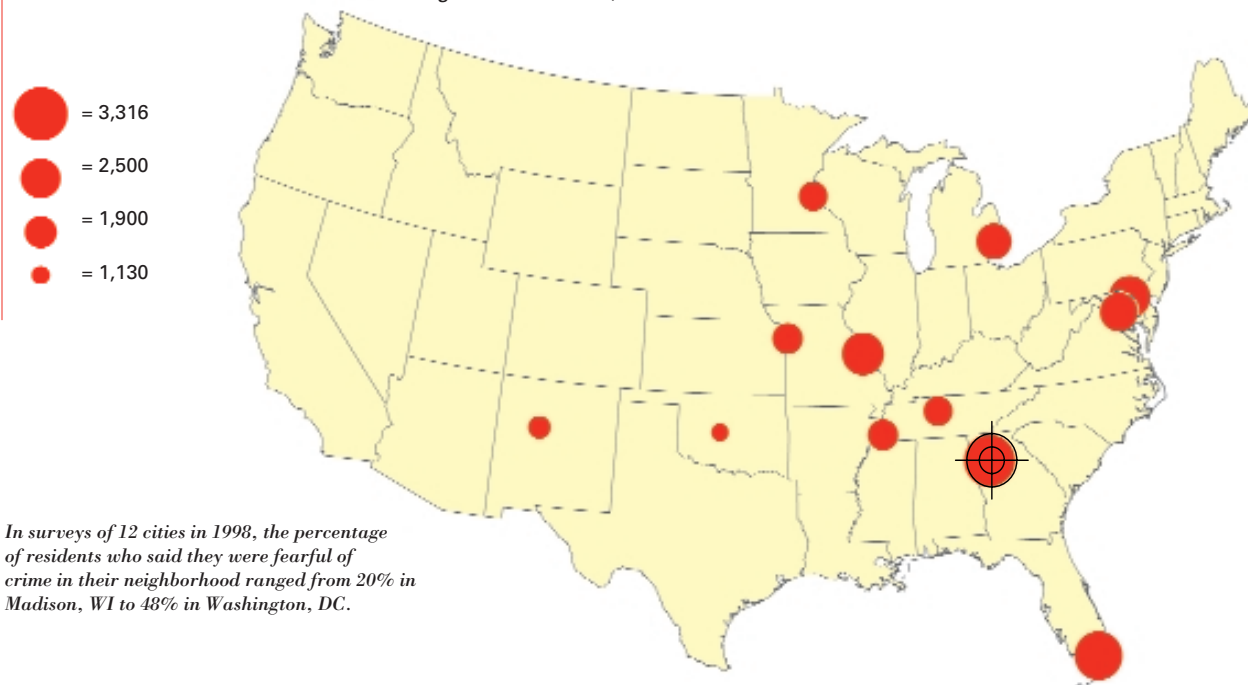 = 3,316
= 2,500
= 1,900
= 1,130
In surveys of 12 cities in 1998, the percentage
of residents who said they were fearful of
crime in their neighborhood ranged from 20% in
Madison, WI to 48% in Washington, DC.